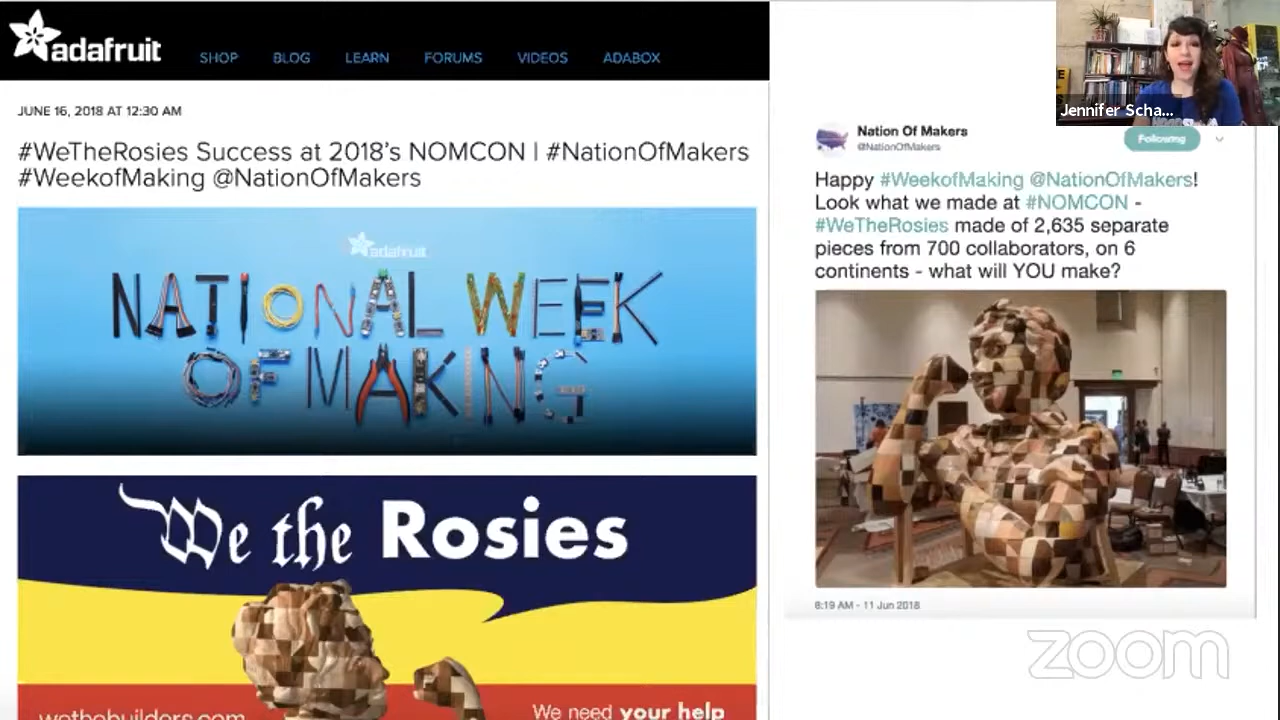 adafruit
SHOP BLOG LEARN FORUMS VIDEOS ADABOX
JUNE 16, 2018 AT 12:30 AM
#WeTheRosies Success at 2018's NOMCON | #NationOfMakers
#WeekofMaking @NationOfMakers
adafruit
NATIONAL WEEK
OF MAKING
We the Rosies
wethebuilders.com
We need your help
Jennifer Scha...
Nation Of Makers
@NationOfMakers
Following
Happy #WeekofMaking @NationOfMakers!
Look what we made at #NOMCON -
#WeTheRosies made of 2,635 separate
pieces from 700 collaborators, on 6
continents - what will YOU make?
8:19 AM - 11 Jun 2018
zoom